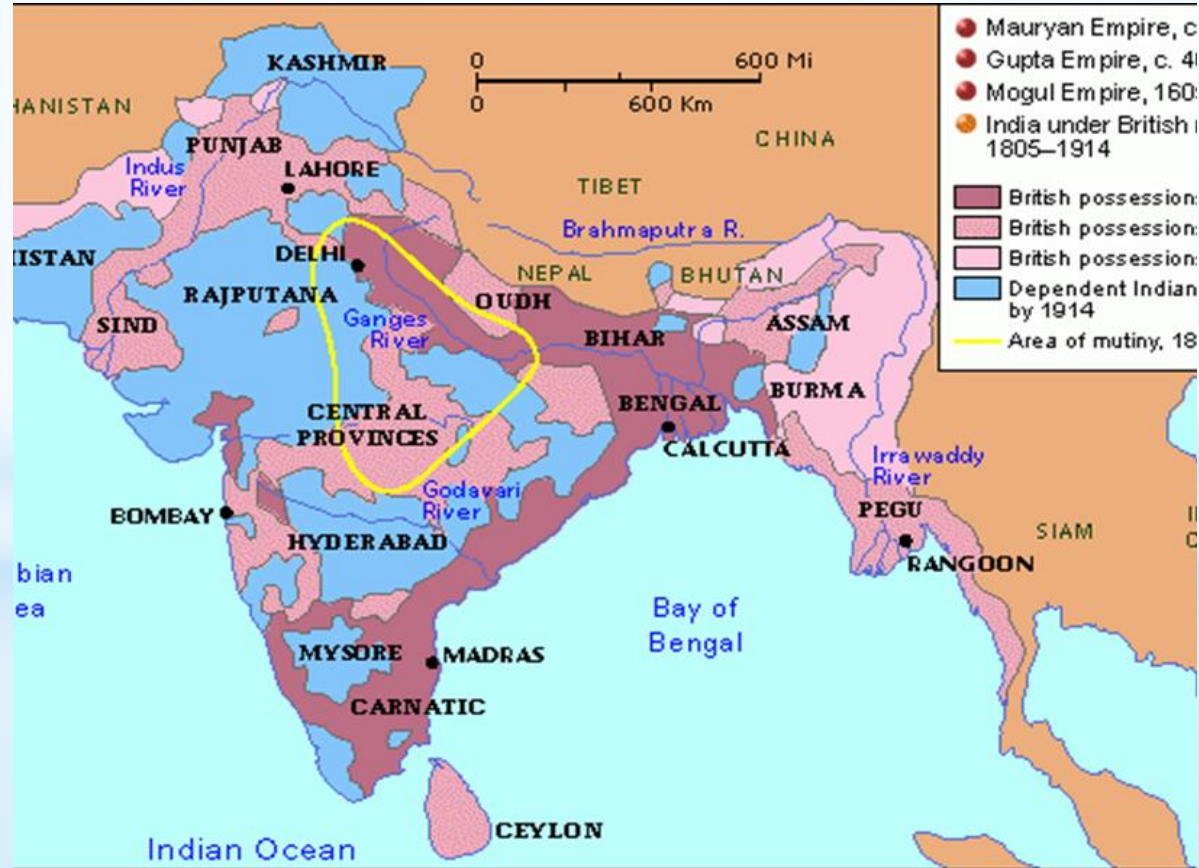 KASHMIR
0 600 Mi
0 600 Km
HANISTAN
CHINA
PUNJAB
Indus
River
LAHORE
TIBET
Brahmaputra R.
ISTAN
DELHI
NEPAL
BHUTAN
RAJPUTANA
OUDH
SIND
Ganges
River
BIHAR
ASSAM
BENGAL
BURMA
CENTRAL
PROVINCES
CALCUTTA
Irrawaddy
River
Godavari
River
BOMBAY
PEGU
SIAM
HYDERABAD
RANGOON
bian
ea
Bay of
Bengal
MYSORE
MADRAS
CARNATIC
CEYLON
Indian Ocean
Mauryan Empire, c
Gupta Empire, c. 4
Mogul Empire, 160
India under British
1805–1914
British possession
British possession
British possession
Dependent Indian
by 1914
Area of mutiny, 18